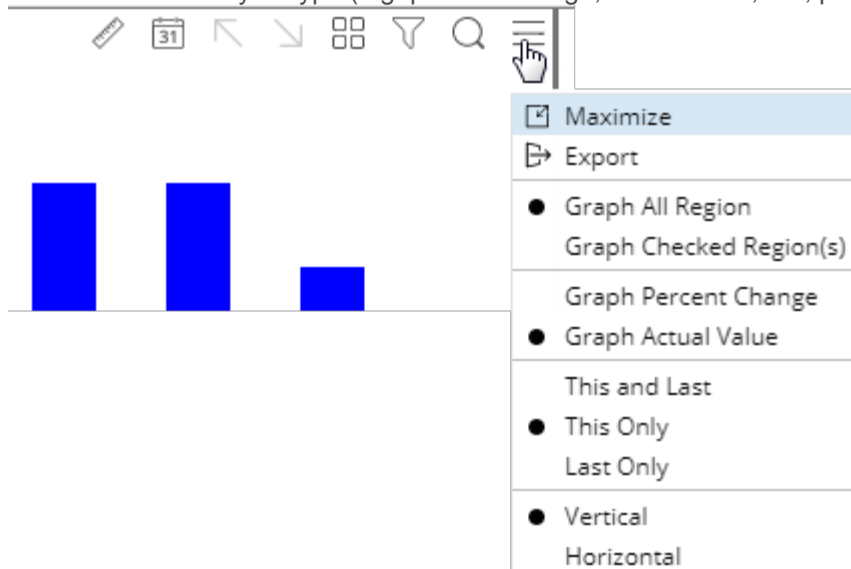 31
Maximize
Export
Graph All Region
Graph Checked Region(s)
Graph Percent Change
Graph Actual Value
This and Last
This Only
Last Only
Vertical
Horizontal